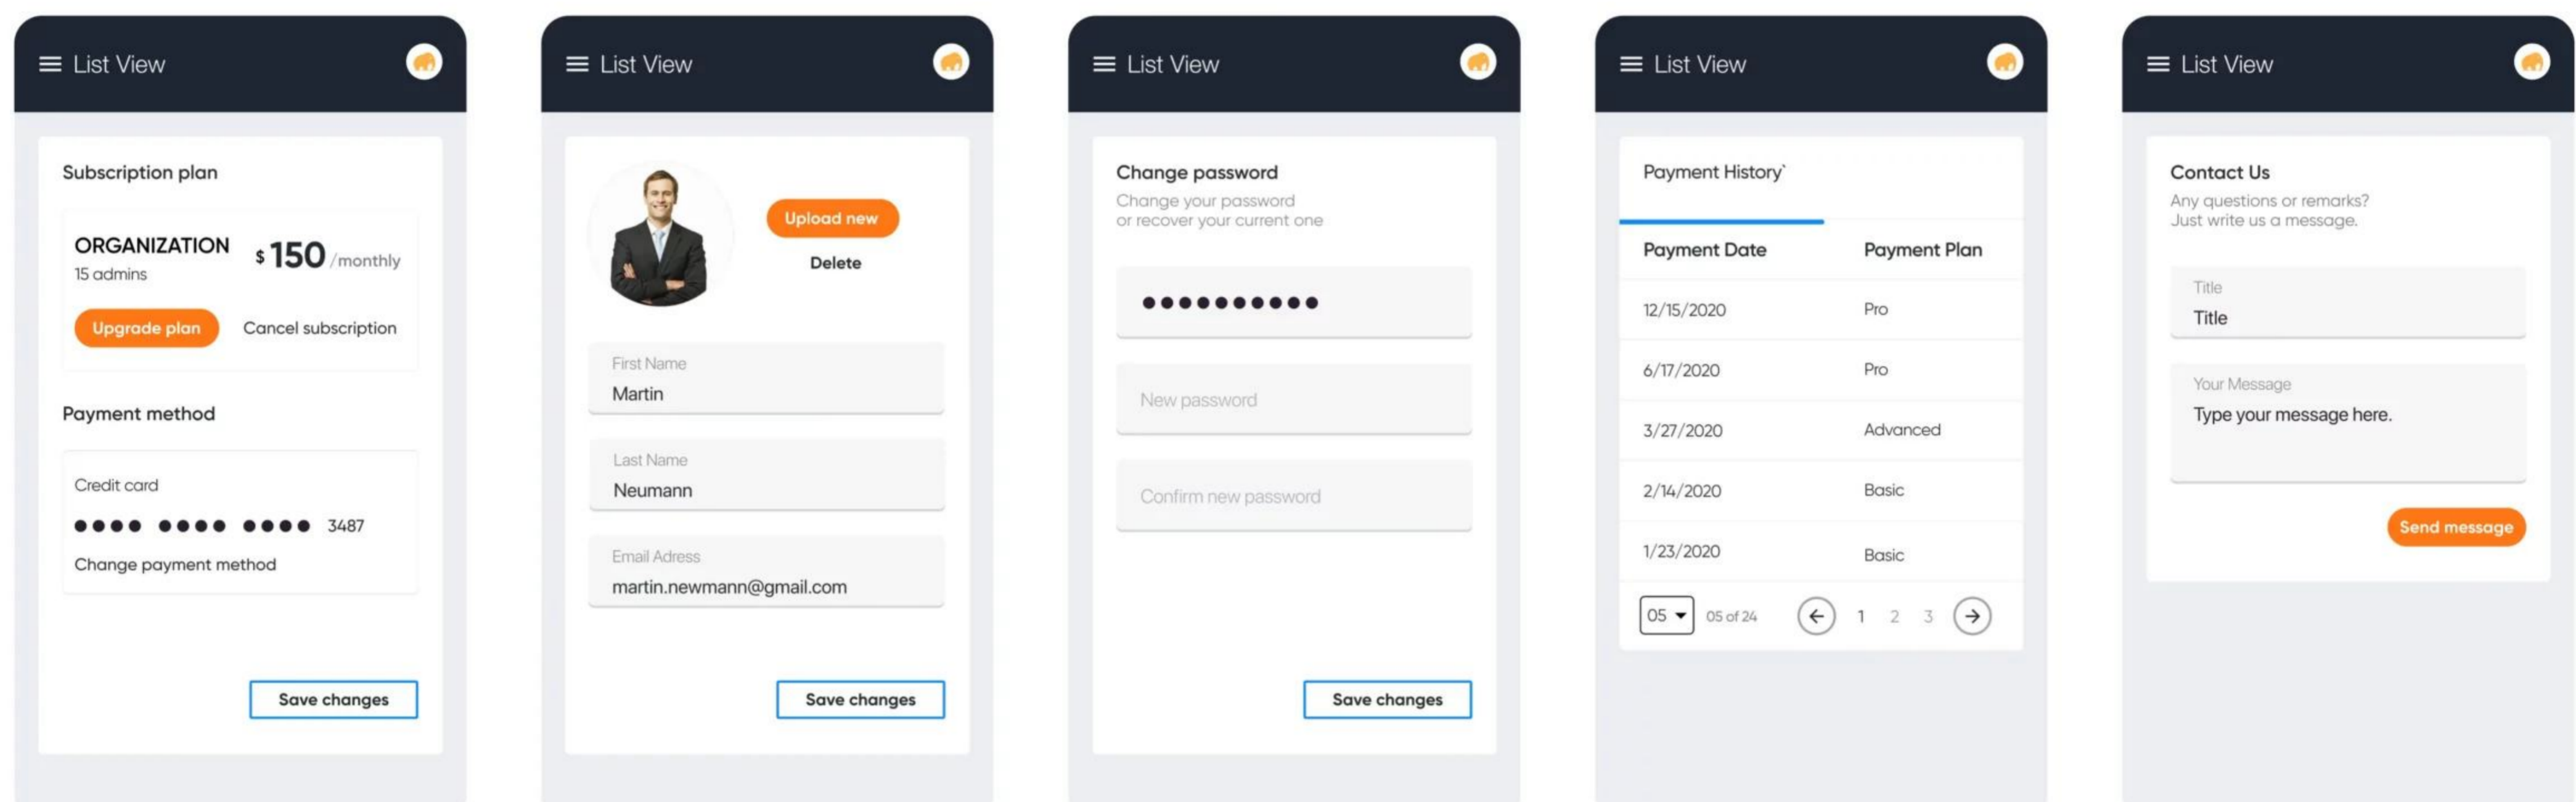 List View
Subscription plan
ORGANIZATION
15 admins
$ 150 /monthly
Upgrade plan
Cancel subscription
Payment method
Credit card
●●●● ●●●● ●●●● 3487
Change payment method
Save changes
List View
Upload new
Delete
First Name
Martin
Last Name
Neumann
Email Adress
martin.newmann@gmail.com
Save changes
List View
Change password
Change your password
or recover your current one
●●●●●●●●●●
New password
Confirm new password
Save changes
List View
Payment History`
Payment Date Payment Plan
12/15/2020 Pro
6/17/2020 Pro
3/27/2020 Advanced
2/14/2020 Basic
1/23/2020 Basic
05 05 of 24 1 2 3
List View
Contact Us
Any questions or remarks?
Just write us a message.
Title
Title
Your Message
Type your message here.
Send message